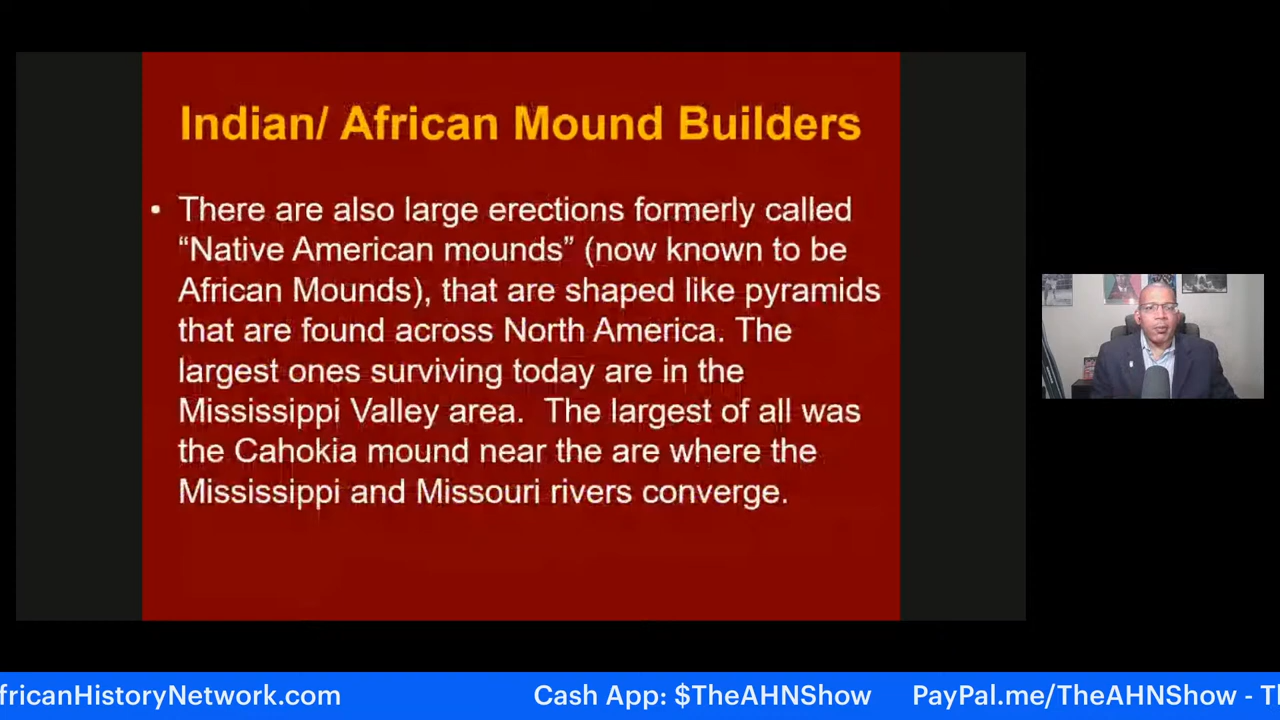 Indian/ African Mound Builders
• There are also large erections formerly called
“Native American mounds” (now known to be
African Mounds), that are shaped like pyramids
that are found across North America. The
largest ones surviving today are in the
Mississippi Valley area.  The largest of all was
the Cahokia mound near the are where the
Mississippi and Missouri rivers converge.
fricanHistoryNetwork.com Cash App: $TheAHNShow PayPal.me/TheAHNShow - Tl